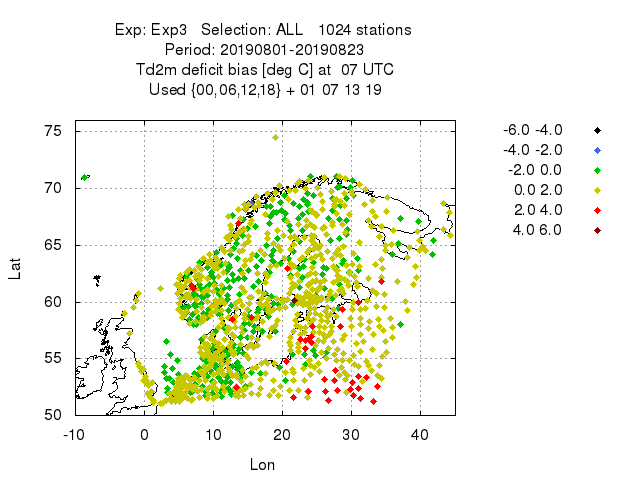 Exp: Exp3   Selection: ALL   1024 stations
Period: 20190801-20190823
Td2m deficit bias [deg C] at  07 UTC
Used {00,06,12,18} + 01 07 13 19
-6.0 -4.0
-4.0 -2.0
-2.0 0.0
0.0 2.0
2.0 4.0
4.0 6.0
75
70
65
60
55
50
Lat
-10 0 10 20 30 40
Lon